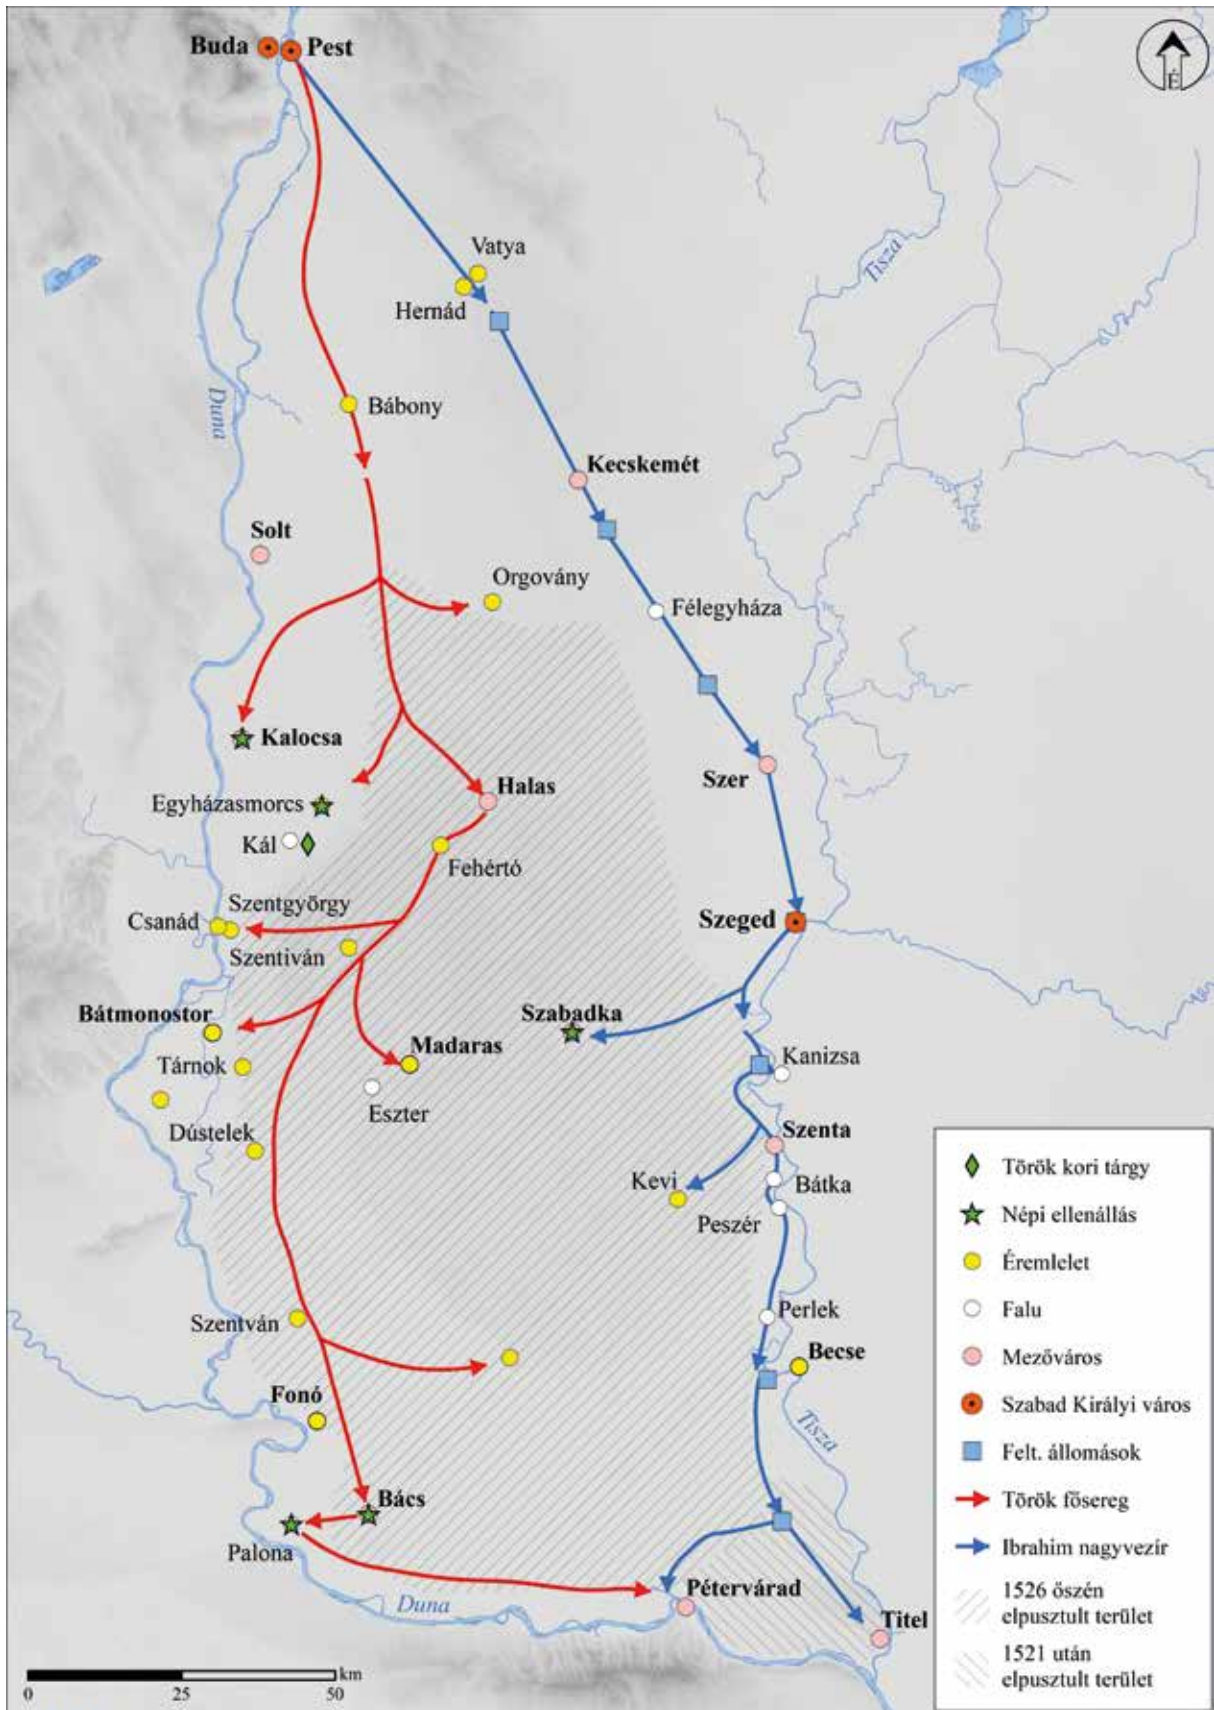 Buda
Pest
É
Vatya
Hernád
Tisza
Duna
Bábony
Kecskemét
Solt
Orgovány
Félegyháza
Kalocsa
Szer
Halas
Egyházasmorcs
Kál
Fehértó
Szentgyörgy
Csanád
Szeged
Szentiván
Bátmonostor
Szabadka
Madaras
Kanizsa
Tárnok
Eszter
Dústelek
Szenta
Kevi
Bátka
Peszér
Szentván
Perlek
Becse
Fonó
Tisza
Bács
Palona
Duna
Pétervárad
Titel
km
0 25 50
Török kori tárgy
Népi ellenállás
Éremlelet
Falu
Mezőváros
Szabad Királyi város
Felt. állomások
Török fősereg
Ibrahim nagyvezír
1526 őszén
elpusztult terület
1521 után
elpusztult terület